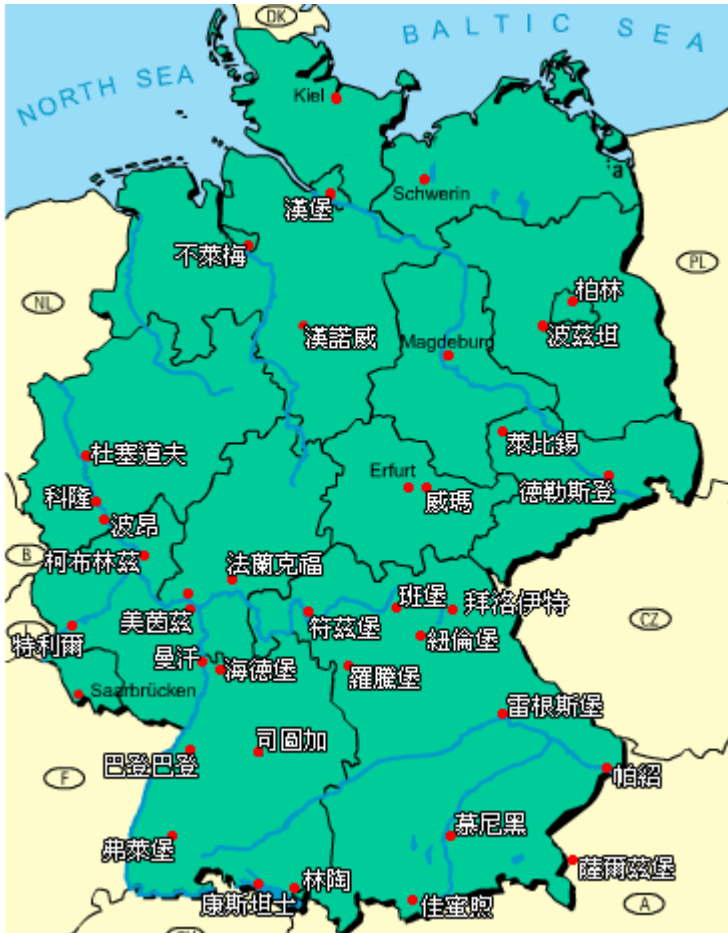 DK
BALTIC SEA
NORTH SEA
Kiel
a
Schwerin
漢堡
不萊梅
PL
柏林
NL
漢諾威
波茲坦
Magdeburg
萊比錫
杜塞道夫
Erfurt
威瑪
德勒斯登
科隆
波昂
B
柯布林茲
法蘭克福
班堡
拜洛伊特
美茵茲
符茲堡
CZ
L
特利爾
紐倫堡
曼汗
海德堡
羅騰堡
Saarbrücken
雷根斯堡
司圖加
巴登巴登
F
帕紹
弗萊堡
慕尼黑
薩爾茲堡
林陶
康斯坦士
佳蜜煦
A